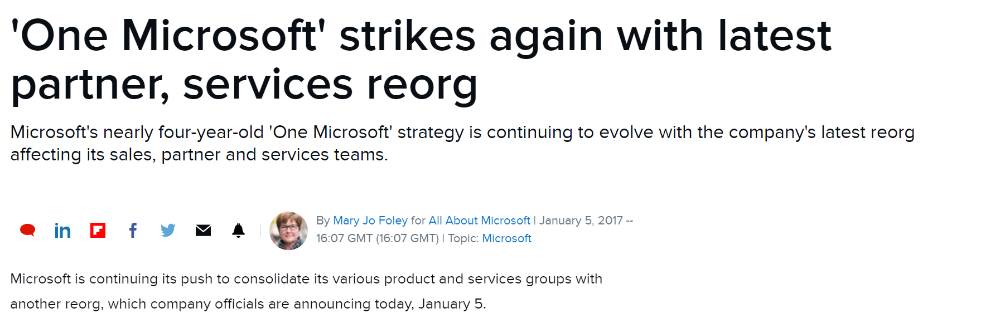 'One Microsoft' strikes again with latest
partner, services reorg
Microsoft's nearly four-year-old 'One Microsoft' strategy is continuing to evolve with the company's latest reorg
affecting its sales, partner and services teams.
in
f
By Mary Jo Foley for All About Microsoft | January 5, 2017 --
16:07 GMT (16:07 GMT) | Topic: Microsoft
Microsoft is continuing its push to consolidate its various product and services groups with
another reorg, which company officials are announcing today, January 5.